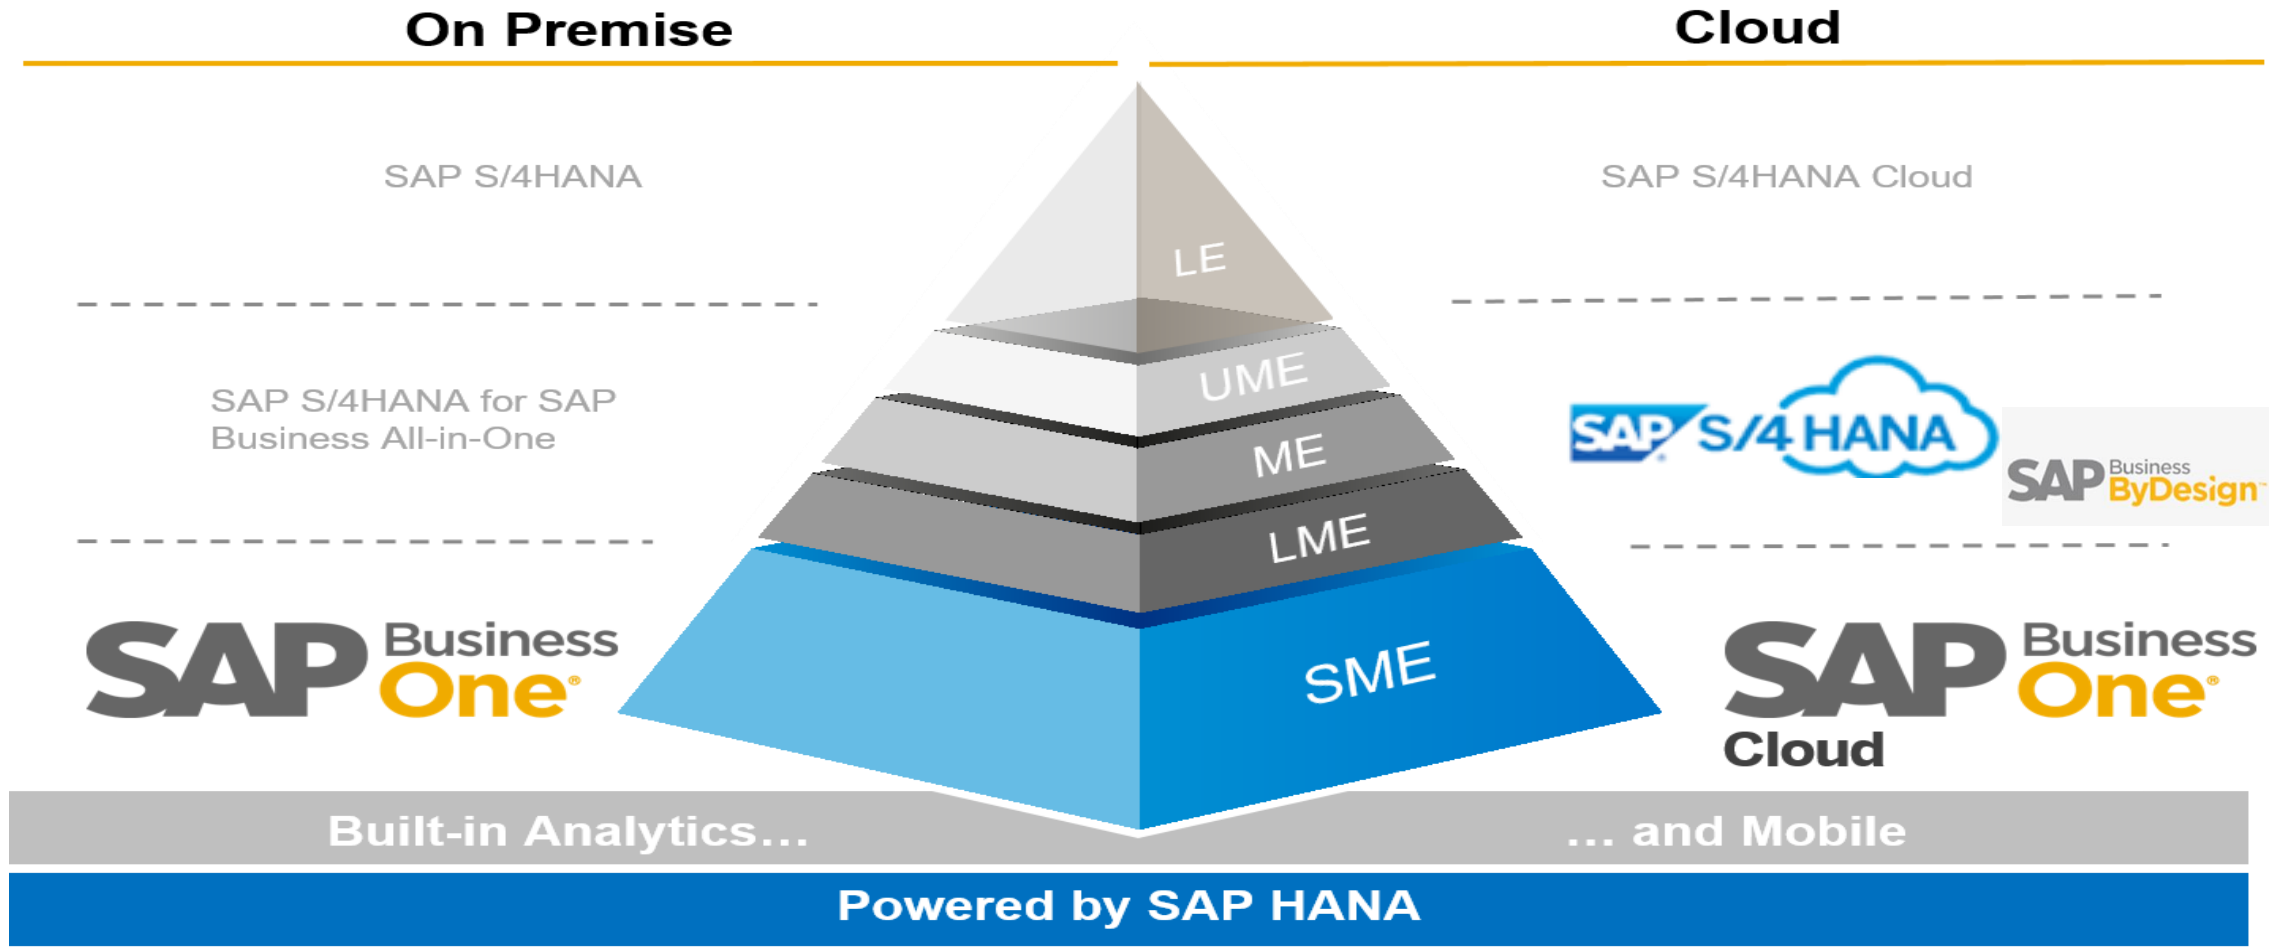 On Premise
Cloud
SAP S/4HANA
SAP S/4HANA Cloud
LE
UME
SAP S/4HANA for SAP
Business All-in-One
SAP® S/4HANA
ME
SAP Business
ByDesign™
LME
SAP Business
One®
SME
SAP Business
One®
Cloud
Built-in Analytics...
... and Mobile
Powered by SAP HANA